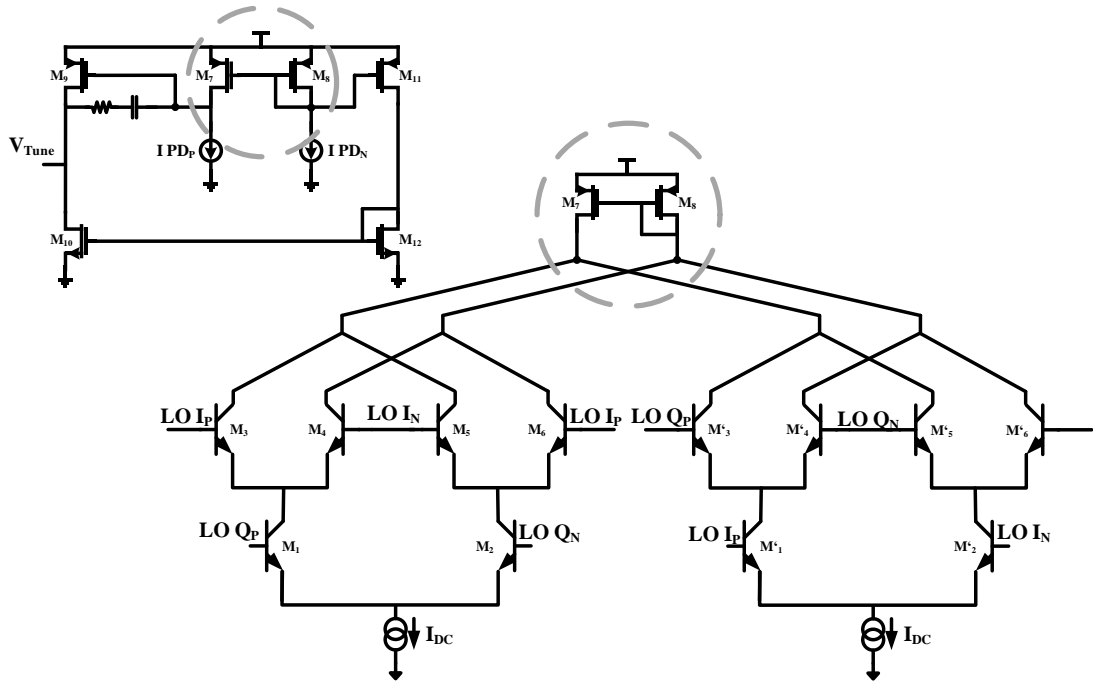 M9
M7
M8
M11
VTune
I PDP
I PDN
M10
M12
M7
M8
LO IP
M3
M4
LO IN
M5
M6
LO IP
LO QP
M‘3
M‘4
LO QN
M‘5
M‘6
LO QP
M1
M2
LO QN
LO IP
M‘1
M‘2
LO IN
IDC
IDC